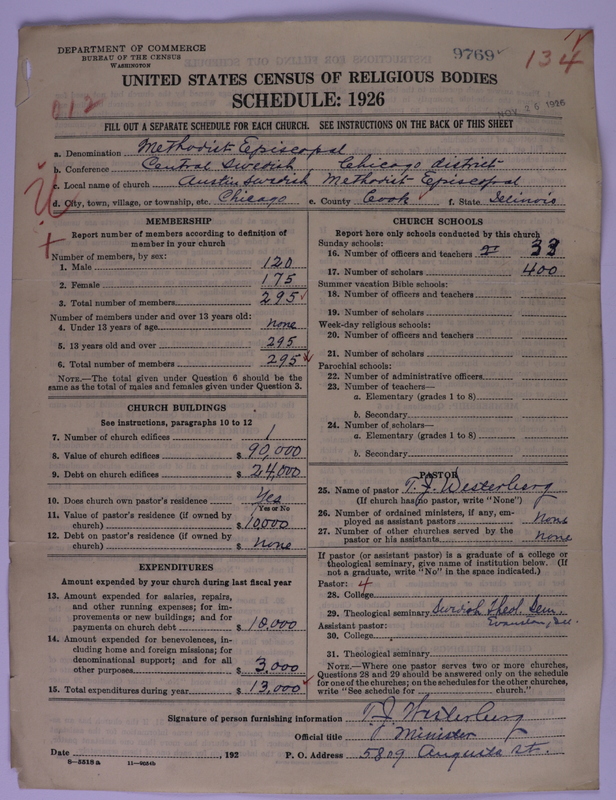 DEPARTMENT OF COMMERCE
BUREAU OF THE CENSUS
WASHINGTON
9769
134
UNITED STATES CENSUS OF RELIGIOUS BODIES
SCHEDULE: 1926
012
NOV 26 1926
FILL OUT A SEPARATE SCHEDULE FOR EACH CHURCH. SEE INSTRUCTIONS ON THE BACK OF THIS SHEET
a. Denomination Methodist Episcopal
b. Conference Central Swedish Chicago district
c. Local name of church Austin Swedish Methodist Episcopal
d. City, town, village, or township, etc. Chicago e. County Cook f. State Illinois
MEMBERSHIP
Report number of members according to definition of
member in your church
Number of members, by sex:
1. Male 120
2. Female 175
3. Total number of members 295
Number of members under and over 13 years old:
4. Under 13 years of age None
5. 13 years old and over 295
6. Total number of members 295
NOTE.—The total given under Question 6 should be the
same as the total of males and females given under Question 3.
CHURCH BUILDINGS
See instructions, paragraphs 10 to 12
7. Number of church edifices 1
8. Value of church edifices $ 90,000
9. Debt on church edifices $ 24,000
10. Does church own pastor's residence Yes
Yes or No
11. Value of pastor's residence (if owned by
church) $ 10,000
12. Debt on pastor's residence (if owned by
church) $ None
EXPENDITURES
Amount expended by your church during last fiscal year
13. Amount expended for salaries, repairs,
and other running expenses; for im-
provements or new buildings; and for
payments on church debt $ 10,000
14. Amount expended for benevolences, in-
cluding home and foreign missions; for
denominational support; and for all
other purposes $ 3,000
15. Total expenditures during year $ 13,000
CHURCH SCHOOLS
Report here only schools conducted by this church
Sunday schools:
16. Number of officers and teachers 33
17. Number of scholars 400
Summer vacation Bible schools:
18. Number of officers and teachers
19. Number of scholars
Week-day religious schools:
20. Number of officers and teachers
21. Number of scholars
Parochial schools:
22. Number of administrative officers
23. Number of teachers—
a. Elementary (grades 1 to 8)
b. Secondary
24. Number of scholars—
a. Elementary (grades 1 to 8)
b. Secondary
PASTOR
25. Name of pastor T. J. Westerberg
(If church has no pastor, write "None")
26. Number of ordained ministers, if any, em-
ployed as assistant pastors None
27. Number of other churches served by the
pastor or his assistants None
If pastor (or assistant pastor) is a graduate of a college or
theological seminary, give name of institution below. (If
not a graduate, write "No" in the space indicated.)
Pastor: 4
28. College
29. Theological seminary Swedish Theol. Sem.
Evanston, Ill.
Assistant pastor:
30. College
31. Theological seminary
NOTE.—Where one pastor serves two or more churches,
Questions 28 and 29 should be answered only on the schedule
for one of the churches; on the schedules for the other churches,
write "See schedule for church."
Signature of person furnishing information T. J. Westerberg
Official title Minister
Date , 192 P. O. Address 5809 Augusta St.
8—5518 a 11—9054b